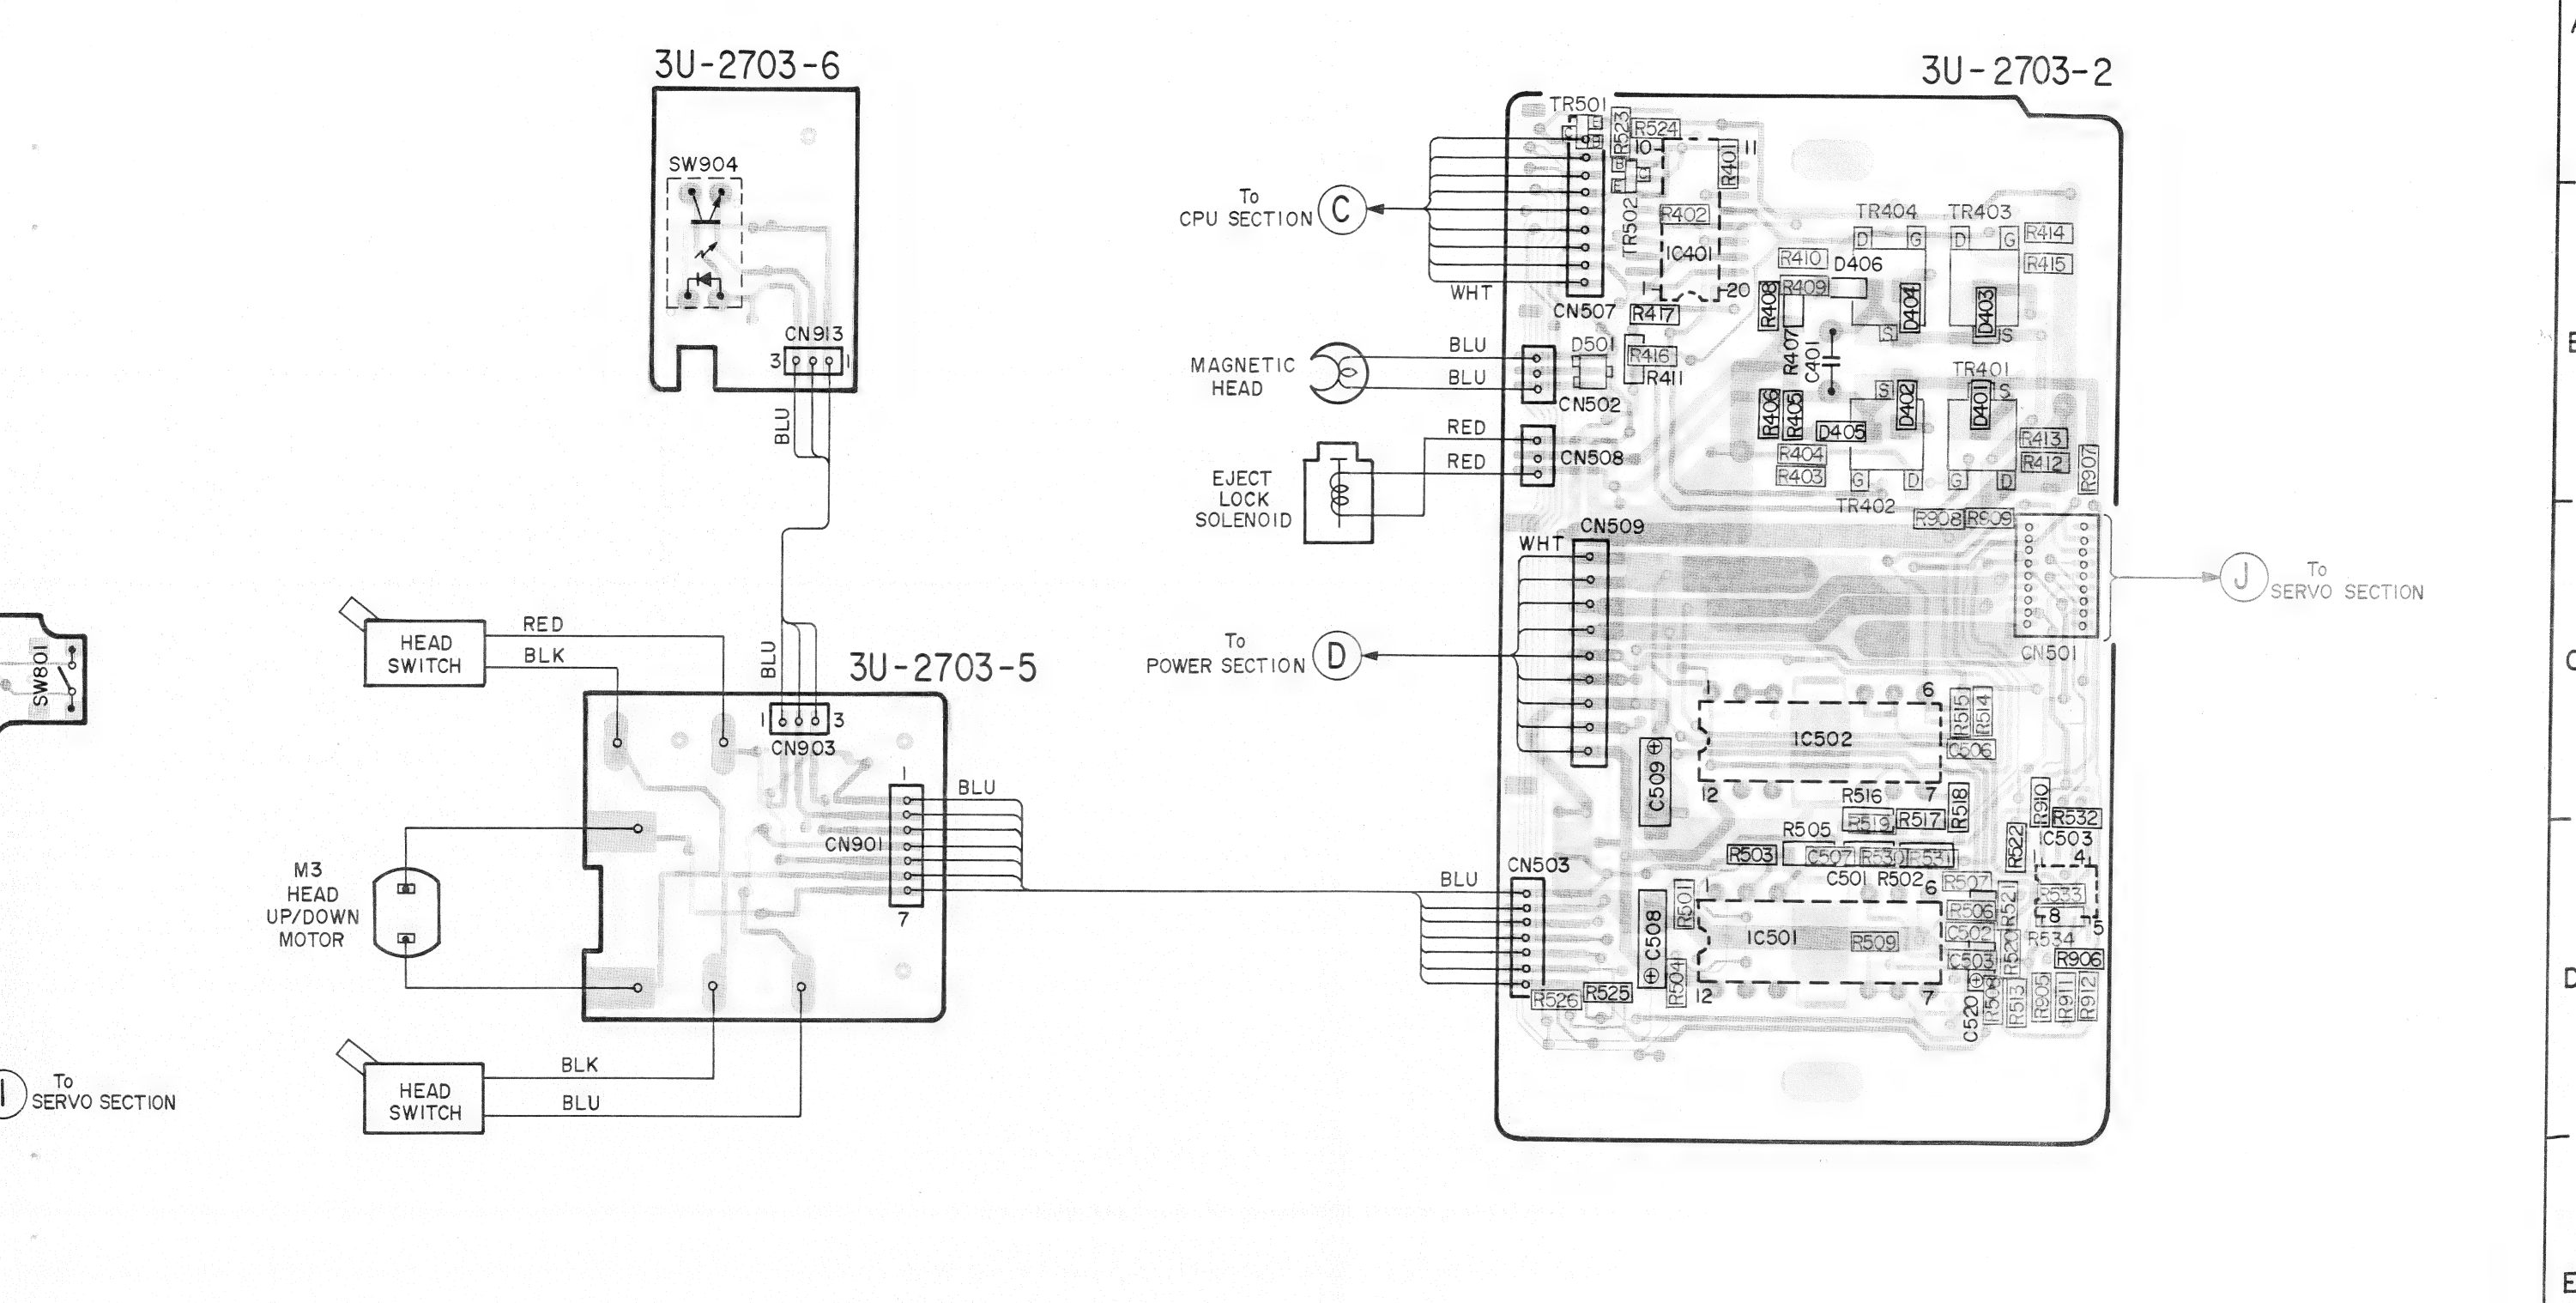 3U-2703-6
SW904
CN913
3
1
BLU
HEAD
SWITCH
RED
BLK
BLU
3U-2703-5
1
3
CN903
1
BLU
CN901
7
M3
HEAD
UP/DOWN
MOTOR
HEAD
SWITCH
BLK
BLU
SW801
To
SERVO SECTION
3U-2703-2
To
CPU SECTION
C
WHT
MAGNETIC
HEAD
BLU
BLU
EJECT
LOCK
SOLENOID
RED
RED
To
POWER SECTION
D
WHT
BLU
TR501
E
C
B
R523
R524
10
11
R401
B
C
E
TR502
R402
IC401
1
20
CN507
R417
D501
R416
R411
CN502
CN508
TR404
TR403
D
G
D
G
R414
R415
R410
D406
R409
R408
D404
D403
S
S
R407
C401
TR401
S
S
R406
R405
D402
D401
D405
R404
R403
R413
R412
R907
G
D
G
D
TR402
R908
R909
CN509
CN501
J
To
SERVO SECTION
1
6
IC502
12
7
R515
R514
C506
C509
R516
R519
R517
R518
R910
R532
R505
R503
C507
R530
R531
R522
IC503
4
C501
R502
R507
R533
8
5
CN503
R501
1
6
IC501
R509
12
7
C508
R504
R506
C502
C503
R521
R520
R534
R906
R526
R525
C520
R513
R905
R911
R912
A
C
D
E